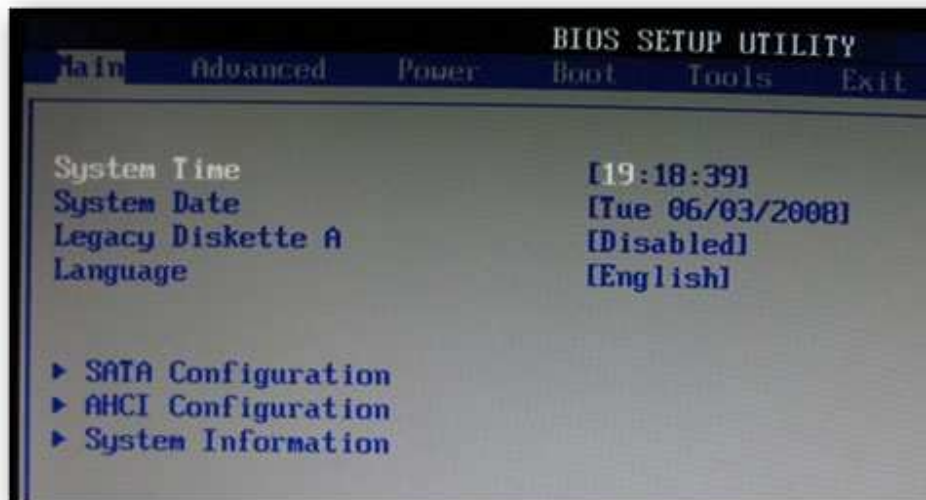 BIOS SETUP UTILITY
Main Advanced Power Boot Tools Exit
System Time [19:18:39]
System Date [Tue 06/03/2008]
Legacy Diskette A [Disabled]
Language [English]
▶ SATA Configuration
▶ AHCI Configuration
▶ System Information